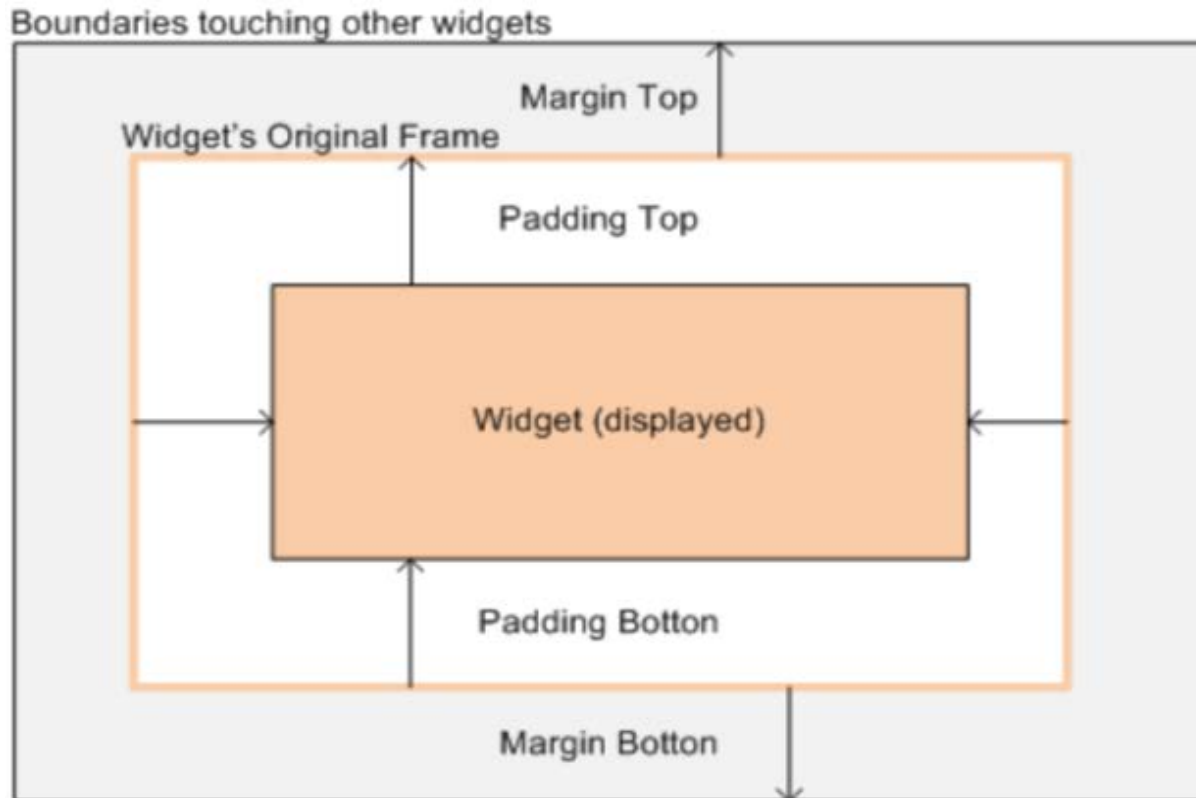 Boundaries touching other widgets
Margin Top
Widget's Original Frame
Padding Top
Widget (displayed)
Padding Botton
Margin Botton